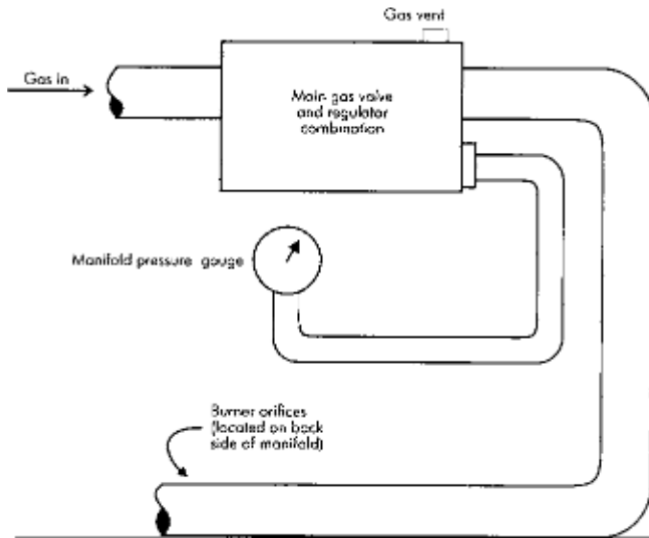 Gas vent
Gas in
Main gas valve
and regulator
combination
Manifold pressure gouge
Burner orifices
(located on back
side of manifold)